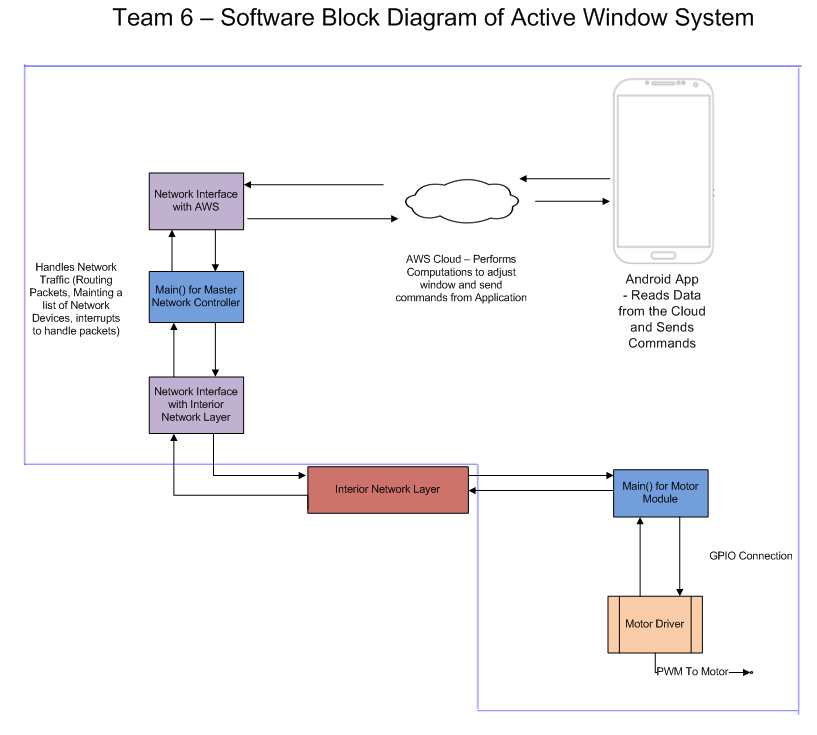 Team 6 – Software Block Diagram of Active Window System
Network Interface
with AWS
Handles Network
Traffic (Routing
Packets, Mainting a
list of Network
Devices, interrupts
to handle packets)
Main() for Master
Network Controller
AWS Cloud – Performs
Computations to adjust
window and send
commands from Application
Android App
- Reads Data
from the Cloud
and Sends
Commands
Network Interface
with Interior
Network Layer
Interior Network Layer
Main() for Motor
Module
GPIO Connection
Motor Driver
PWM To Motor